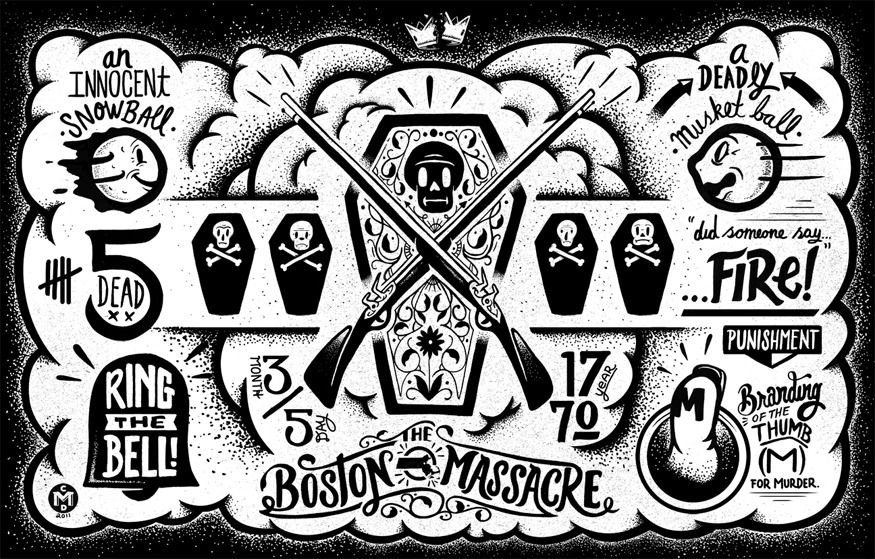 an
INNOCENT
SNOWBALL.
5
DEAD
xx
RING
THE
BELL!
C
M
D
2011
MONTH
3/5
DAY
17
70
YEAR
THE
BOSTON MASSACRE
a
DEADLY
Musket ball.
"did someone say...
...FIRE!"
PUNISHMENT
M
Branding
OF THE
THUMB
(M)
FOR MURDER.